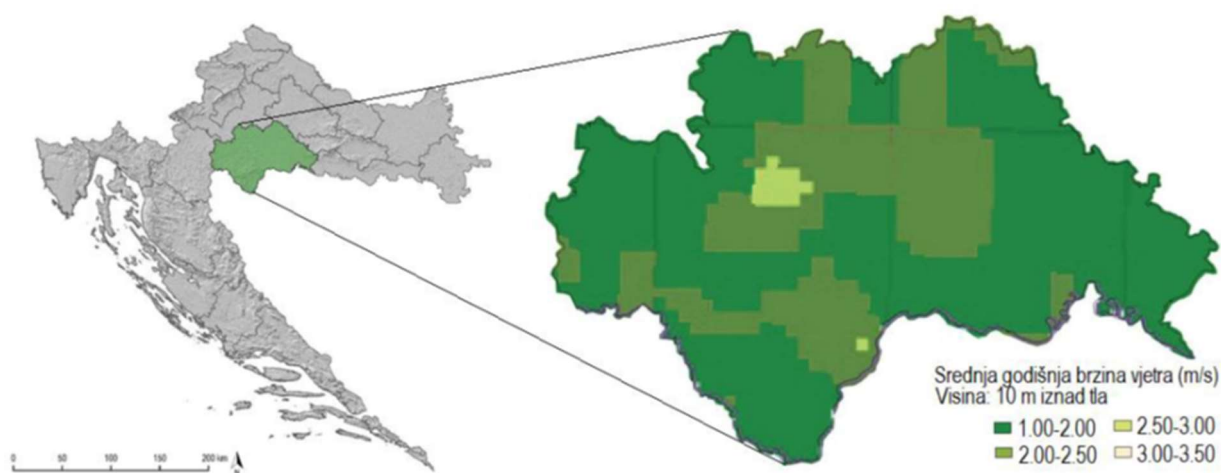 Srednja godišnja brzina vjetra (m/s)
Visina: 10 m iznad tla
1.00-2.00 2.50-3.00
2.00-2.50 3.00-3.50
0 50 100 150 200 km